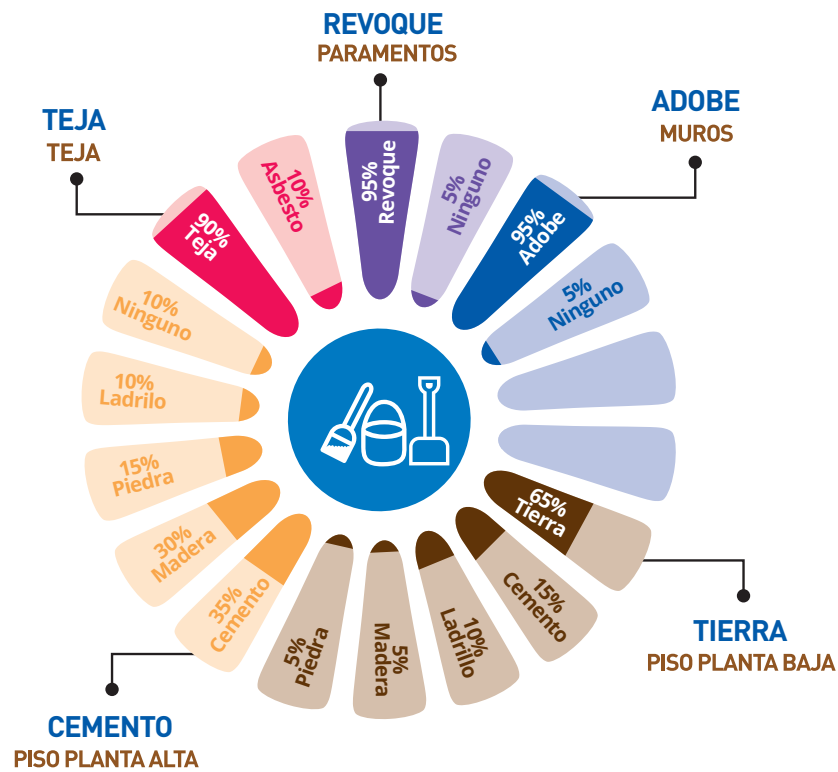 REVOQUE
PARAMENTOS
ADOBE
MUROS
TEJA
TEJA
95%
Revoque
5%
Ninguno
95%
Adobe
5%
Ninguno
65%
Tierra
15%
Cemento
10%
Ladrillo
5%
Madera
5%
Piedra
35%
Cemento
30%
Madera
15%
Piedra
10%
Ladrilo
10%
Ninguno
90%
Teja
10%
Asbesto
TIERRA
PISO PLANTA BAJA
CEMENTO
PISO PLANTA ALTA